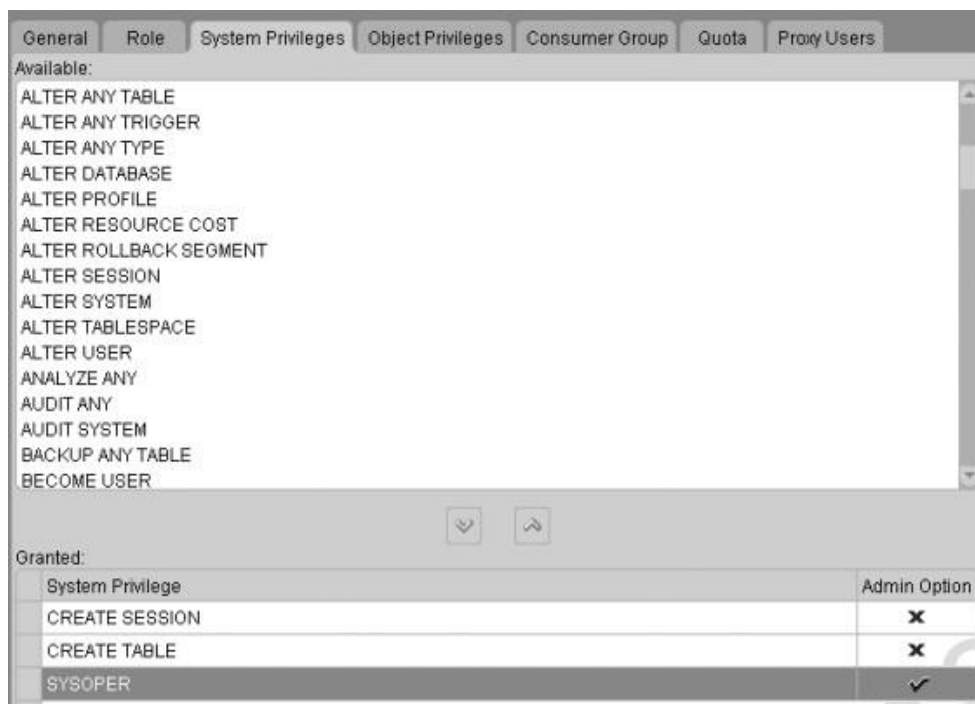 General Role System Privileges Object Privileges Consumer Group Quota Proxy Users
Available:
ALTER ANY TABLE
ALTER ANY TRIGGER
ALTER ANY TYPE
ALTER DATABASE
ALTER PROFILE
ALTER RESOURCE COST
ALTER ROLLBACK SEGMENT
ALTER SESSION
ALTER SYSTEM
ALTER TABLESPACE
ALTER USER
ANALYZE ANY
AUDIT ANY
AUDIT SYSTEM
BACKUP ANY TABLE
BECOME USER
Granted:
System Privilege Admin Option
CREATE SESSION
CREATE TABLE
SYSOPER